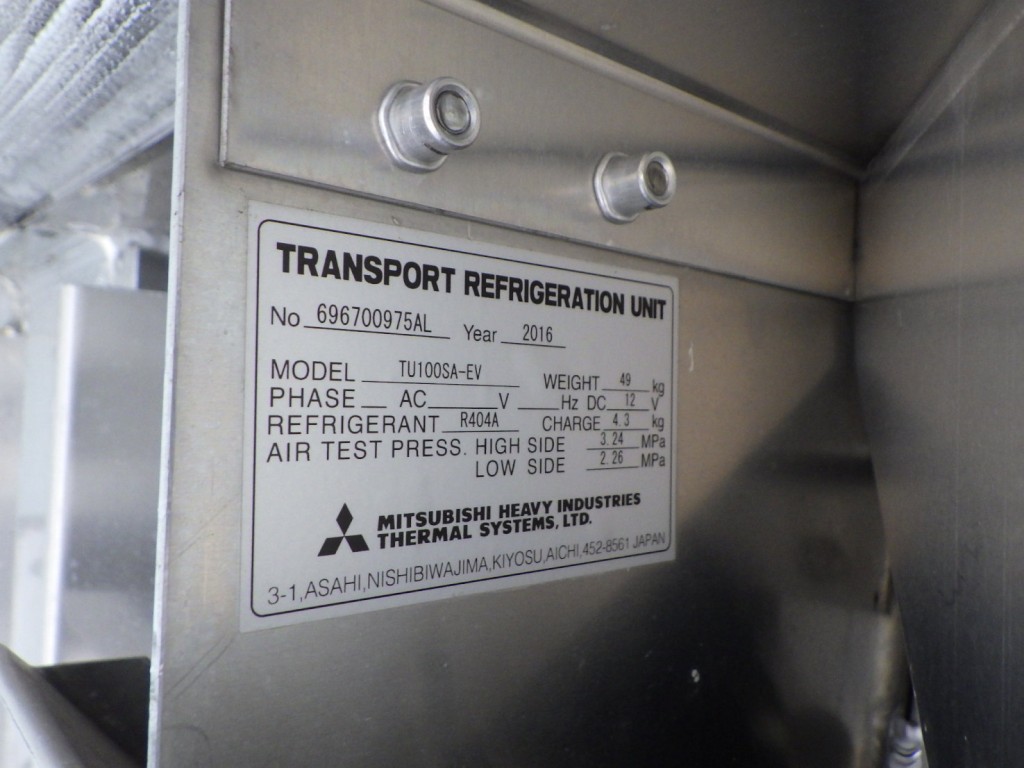 TRANSPORT REFRIGERATION UNIT
No 696700975AL Year 2016
MODEL TU100SA-EV WEIGHT 49 kg
PHASE AC V Hz DC 12 V
REFRIGERANT R404A CHARGE 4.3 kg
AIR TEST PRESS. HIGH SIDE 3.24 MPa
LOW SIDE 2.26 MPa
MITSUBISHI HEAVY INDUSTRIES
THERMAL SYSTEMS, LTD.
3-1,ASAHI,NISHIBIWAJIMA,KIYOSU,AICHI,452-8561 JAPAN